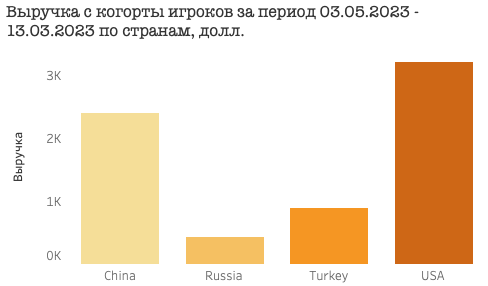 Выручка с когорты игроков за период 03.05.2023 -
13.03.2023 по странам, долл.
3K
2K
1K
0K
Выручка
China
Russia
Turkey
USA